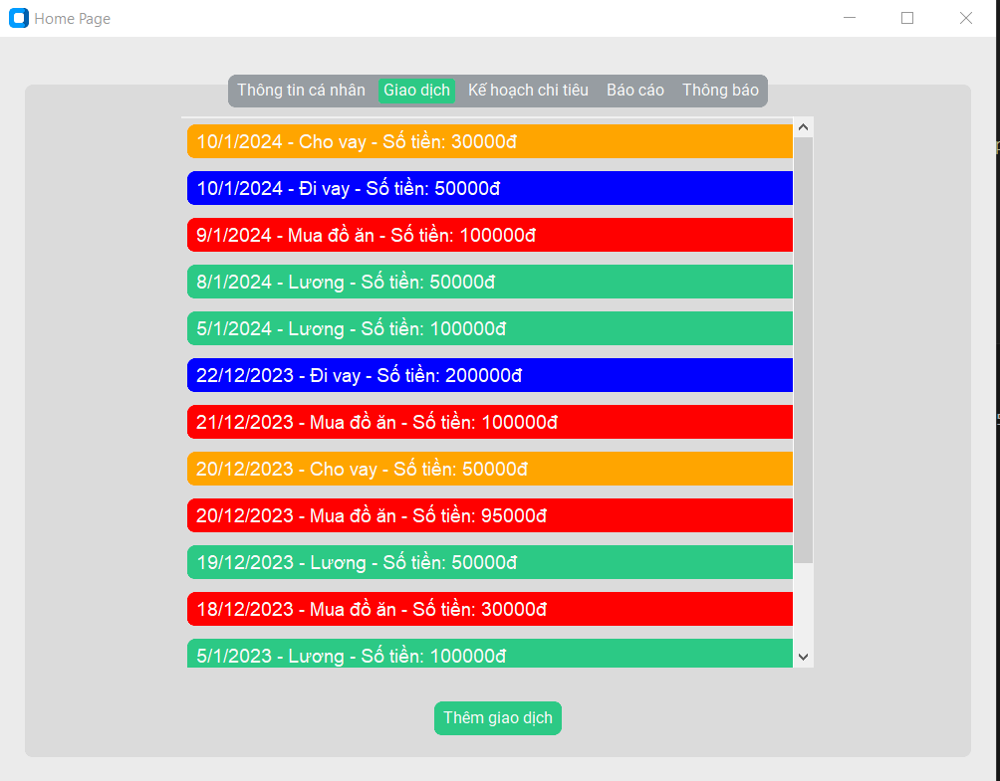 Home Page
Thông tin cá nhân Giao dịch Kế hoạch chi tiêu Báo cáo Thông báo
10/1/2024 - Cho vay - Số tiền: 30000đ
10/1/2024 - Đi vay - Số tiền: 50000đ
9/1/2024 - Mua đồ ăn - Số tiền: 100000đ
8/1/2024 - Lương - Số tiền: 50000đ
5/1/2024 - Lương - Số tiền: 100000đ
22/12/2023 - Đi vay - Số tiền: 200000đ
21/12/2023 - Mua đồ ăn - Số tiền: 100000đ
20/12/2023 - Cho vay - Số tiền: 50000đ
20/12/2023 - Mua đồ ăn - Số tiền: 95000đ
19/12/2023 - Lương - Số tiền: 50000đ
18/12/2023 - Mua đồ ăn - Số tiền: 30000đ
5/1/2023 - Lương - Số tiền: 100000đ
Thêm giao dịch